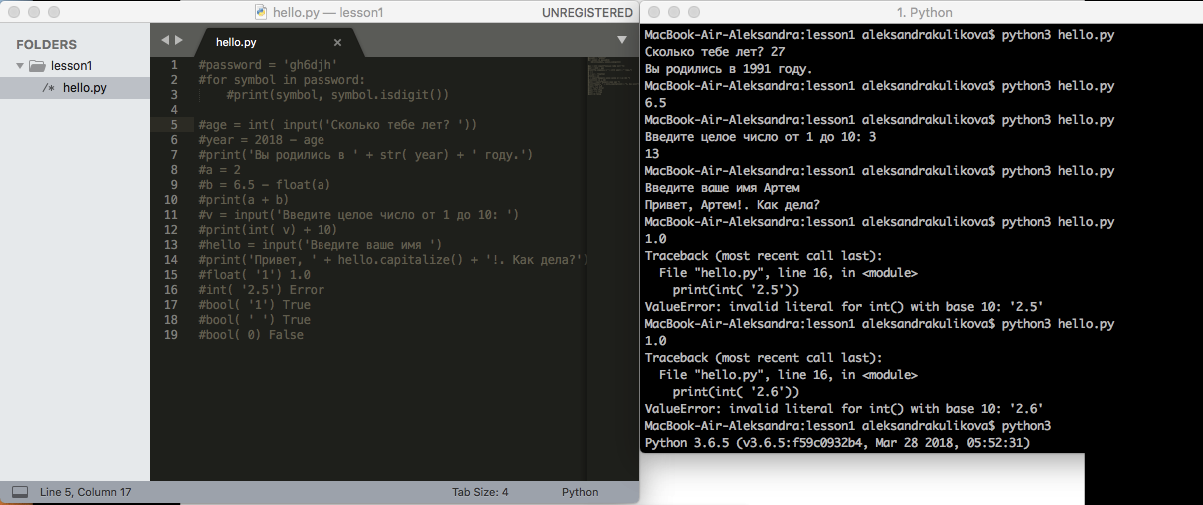 hello.py — lesson1
UNREGISTERED
FOLDERS
lesson1
/* hello.py
hello.py ×
1 #password = 'gh6djh'
2 #for symbol in password:
3     #print(symbol, symbol.isdigit())
4
5 #age = int( input('Сколько тебе лет? '))
6 #year = 2018 - age
7 #print('Вы родились в ' + str( year) + ' году.')
8 #a = 2
9 #b = 6.5 - float(a)
10 #print(a + b)
11 #v = input('Введите целое число от 1 до 10: ')
12 #print(int( v) + 10)
13 #hello = input('Введите ваше имя ')
14 #print('Привет, ' + hello.capitalize() + '!. Как дела?')
15 #float( '1') 1.0
16 #int( '2.5') Error
17 #bool( '1') True
18 #bool( ' ') True
19 #bool( 0) False
Line 5, Column 17
Tab Size: 4
Python
1. Python
MacBook-Air-Aleksandra:lesson1 aleksandrakulikova$ python3 hello.py
Сколько тебе лет? 27
Вы родились в 1991 году.
MacBook-Air-Aleksandra:lesson1 aleksandrakulikova$ python3 hello.py
6.5
MacBook-Air-Aleksandra:lesson1 aleksandrakulikova$ python3 hello.py
Введите целое число от 1 до 10: 3
13
MacBook-Air-Aleksandra:lesson1 aleksandrakulikova$ python3 hello.py
Введите ваше имя Артем
Привет, Артем!. Как дела?
MacBook-Air-Aleksandra:lesson1 aleksandrakulikova$ python3 hello.py
1.0
Traceback (most recent call last):
  File "hello.py", line 16, in <module>
    print(int( '2.5'))
ValueError: invalid literal for int() with base 10: '2.5'
MacBook-Air-Aleksandra:lesson1 aleksandrakulikova$ python3 hello.py
1.0
Traceback (most recent call last):
  File "hello.py", line 16, in <module>
    print(int( '2.6'))
ValueError: invalid literal for int() with base 10: '2.6'
MacBook-Air-Aleksandra:lesson1 aleksandrakulikova$ python3
Python 3.6.5 (v3.6.5:f59c0932b4, Mar 28 2018, 05:52:31)